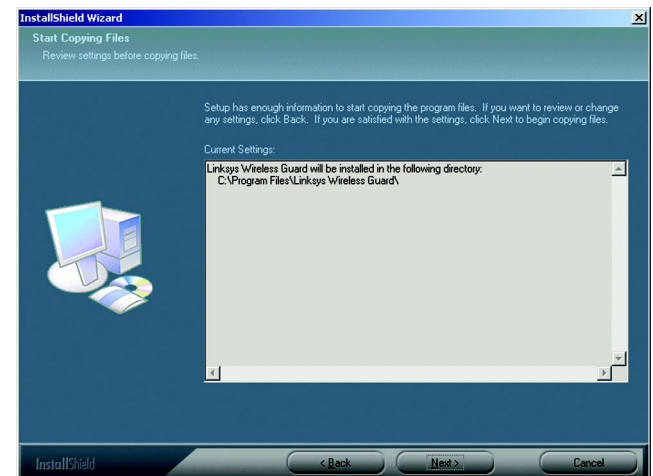 InstallShield Wizard
Start Copying Files
Review settings before copying files.
Setup has enough information to start copying the program files. If you want to review or change
any settings, click Back. If you are satisfied with the settings, click Next to begin copying files.
Current Settings:
Linksys Wireless Guard will be installed in the following directory:
C:\Program Files\Linksys Wireless Guard\
InstallShield
< Back
Next >
Cancel